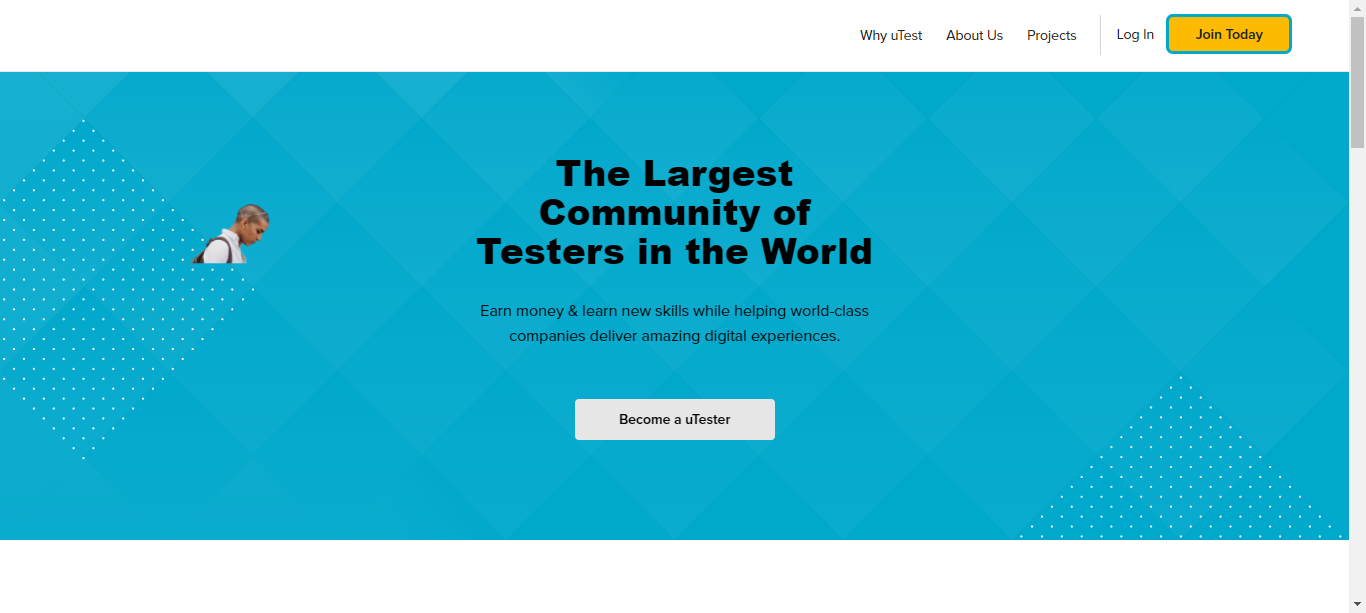 Why uTest
About Us
Projects
Log In
Join Today
The Largest
Community of
Testers in the World
Earn money & learn new skills while helping world-class
companies deliver amazing digital experiences.
Become a uTester